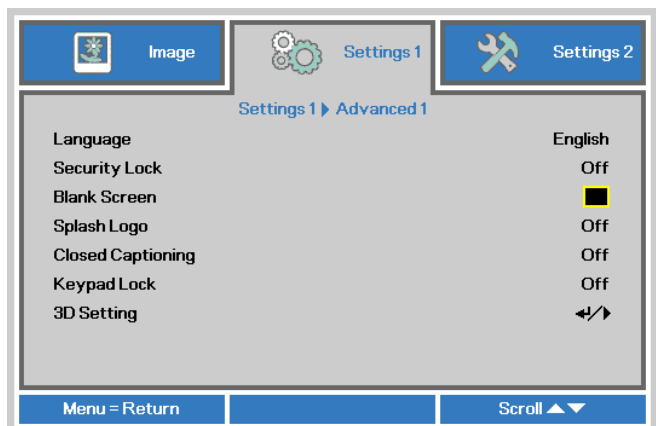 Image Settings 1 Settings 2
Settings 1 ▶ Advanced 1
Language English
Security Lock Off
Blank Screen
Splash Logo Off
Closed Captioning Off
Keypad Lock Off
3D Setting ↵/▶
Menu = Return Scroll ▲▼